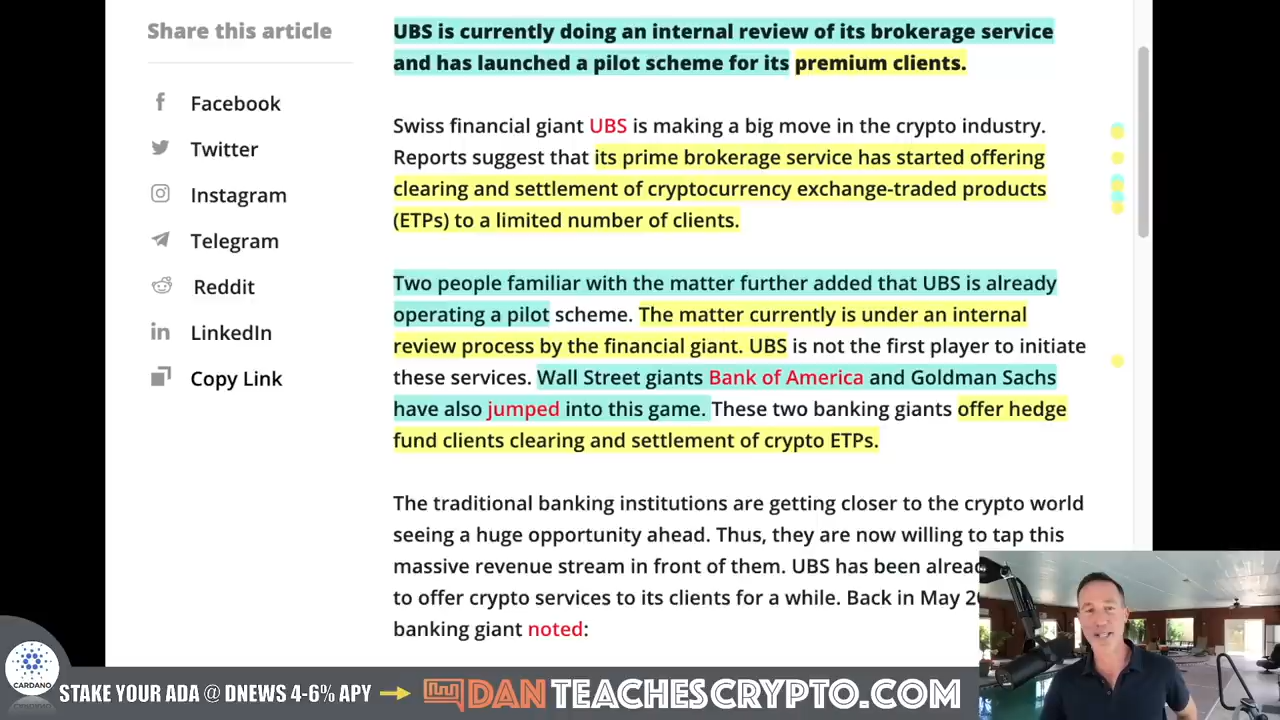 Share this article
Facebook
Twitter
Instagram
Telegram
Reddit
LinkedIn
Copy Link
UBS is currently doing an internal review of its brokerage service
and has launched a pilot scheme for its premium clients.
Swiss financial giant UBS is making a big move in the crypto industry.
Reports suggest that its prime brokerage service has started offering
clearing and settlement of cryptocurrency exchange-traded products
(ETPs) to a limited number of clients.
Two people familiar with the matter further added that UBS is already
operating a pilot scheme. The matter currently is under an internal
review process by the financial giant. UBS is not the first player to initiate
these services. Wall Street giants Bank of America and Goldman Sachs
have also jumped into this game. These two banking giants offer hedge
fund clients clearing and settlement of crypto ETPs.
The traditional banking institutions are getting closer to the crypto world
seeing a huge opportunity ahead. Thus, they are now willing to tap this
massive revenue stream in front of them. UBS has been
to offer crypto services to its clients for a while. Back in May
banking giant noted:
CARDANO
STAKE YOUR ADA @ DNEWS 4-6% APY
DANTEACHESCRYPTO.COM